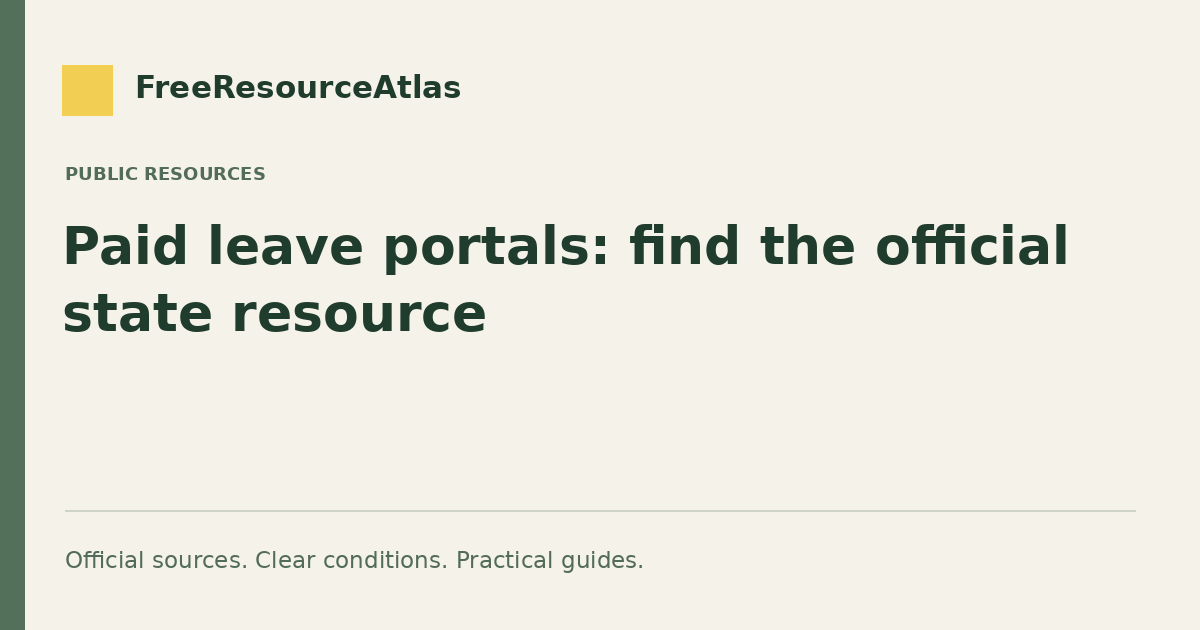 FreeResourceAtlas
PUBLIC RESOURCES
Paid leave portals: find the official
state resource
Official sources. Clear conditions. Practical guides.